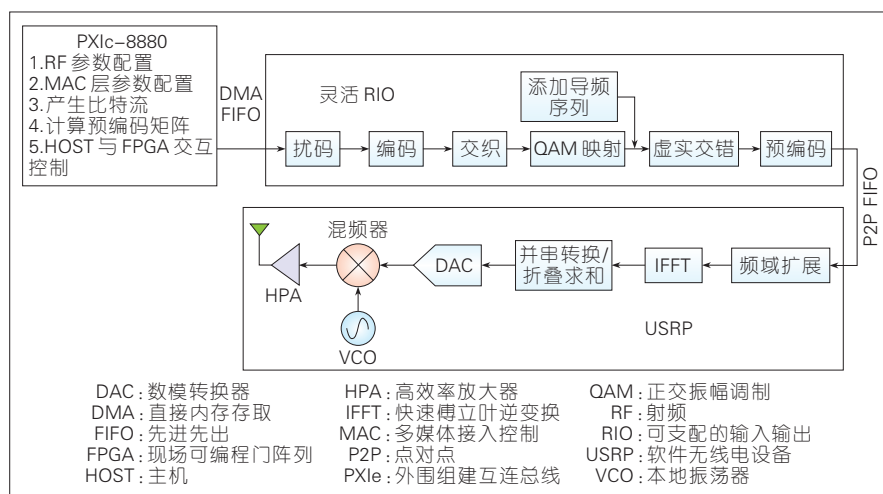 PXIc-8880
1.RF 参数配置
2.MAC 层参数配置
3.产生比特流
4.计算预编码矩阵
5.HOST 与 FPGA 交互
控制
DMA
FIFO
灵活 RIO
添加导频
序列
扰码
编码
交织
QAM 映射
虚实交错
预编码
P2P FIFO
混频器
HPA
DAC
并串转换/
折叠求和
IFFT
频域扩展
VCO
USRP
DAC:数模转换器
DMA:直接内存存取
FIFO:先进先出
FPGA:现场可编程门阵列
HOST:主机
HPA:高效率放大器
IFFT:快速傅立叶逆变换
MAC:多媒体接入控制
P2P:点对点
PXIe:外围组建互连总线
QAM:正交振幅调制
RF:射频
RIO:可支配的输入输出
USRP:软件无线电设备
VCO:本地振荡器